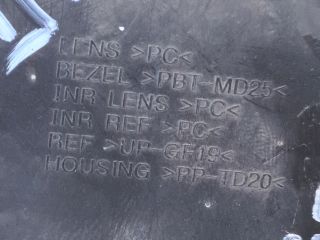 LENS >PC<
BEZEL >PBT-MD25<
INR LENS >PC<
INR REF >PC<
REF >UP-GF19<
HOUSING >PP-TD20<